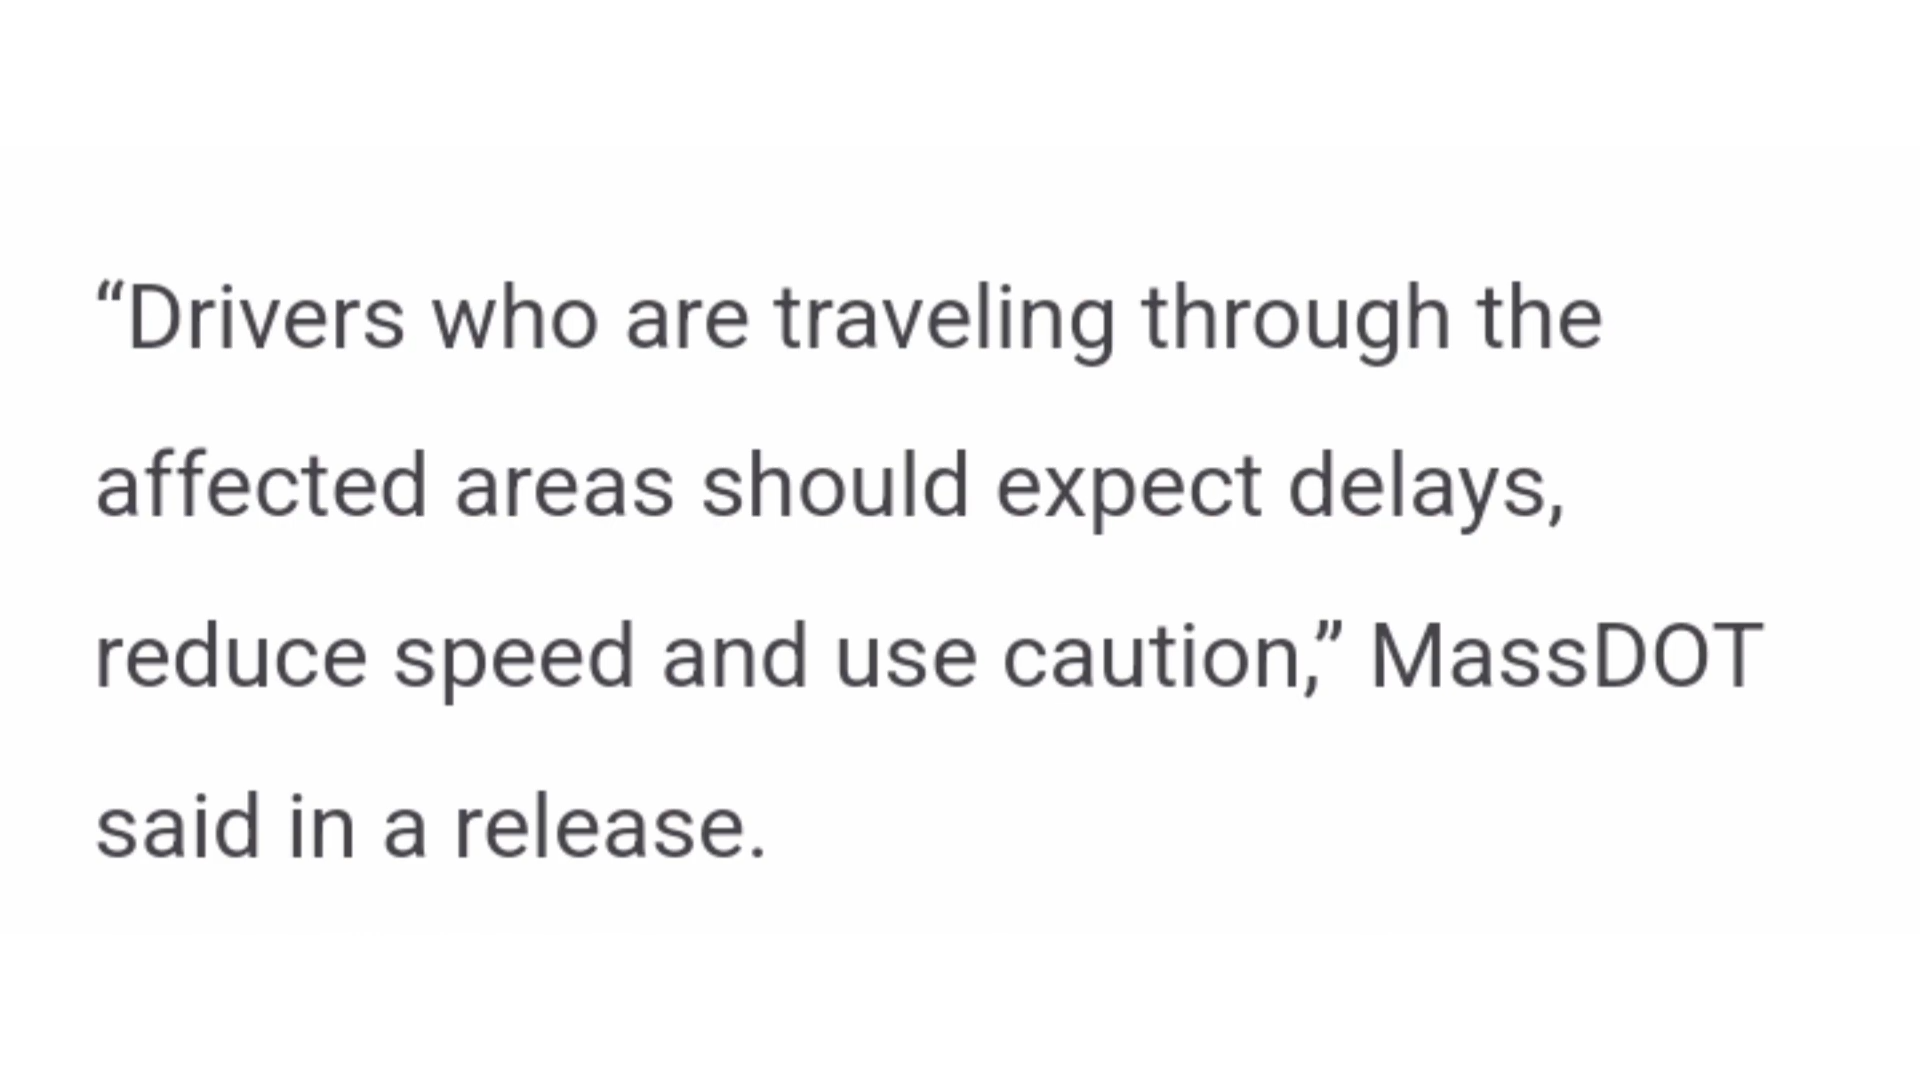 “Drivers who are traveling through the
affected areas should expect delays,
reduce speed and use caution,” MassDOT
said in a release.